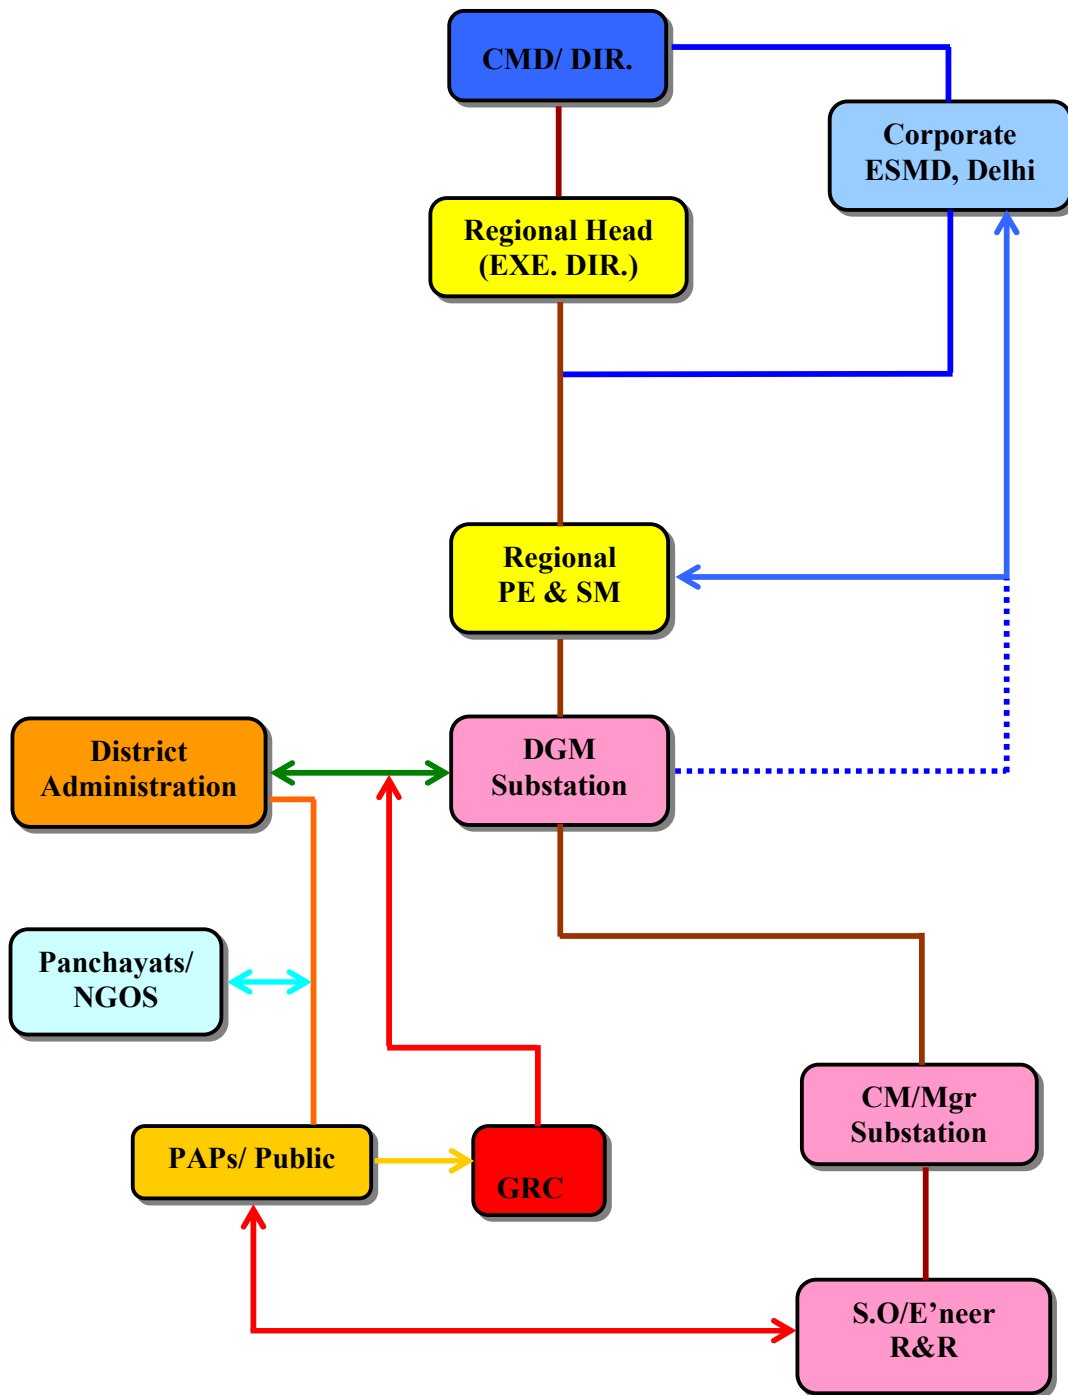 CMD/ DIR.
Corporate
ESMD, Delhi
Regional Head
(EXE. DIR.)
Regional
PE & SM
District
Administration
DGM
Substation
Panchayats/
NGOS
CM/Mgr
Substation
PAPs/ Public
GRC
S.O/E’neer
R&R